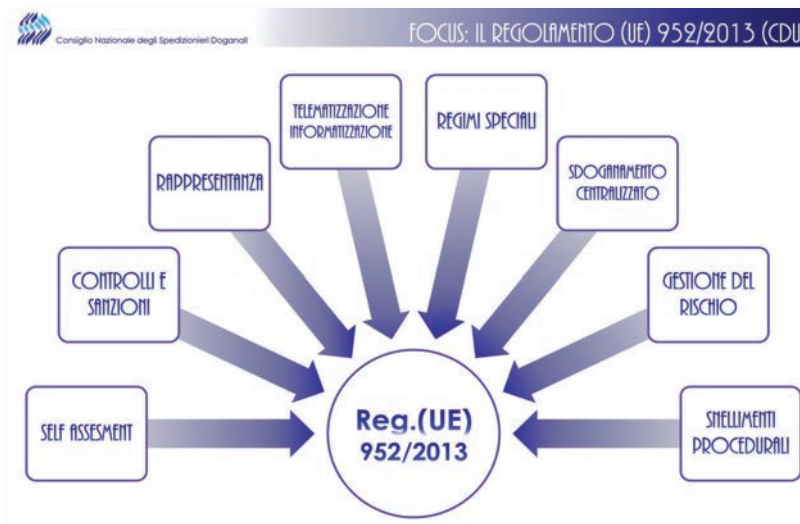 Consiglio Nazionale degli Spedizionieri Doganali
FOCUS: IL REGOLAMENTO (UE) 952/2013 (CDU
TELEMATIZZAZIONE
INFORMATIZZAZIONE
REGIMI SPECIALI
RAPPRESENTANZA
SDOGANAMENTO
CENTRALIZZATO
CONTROLLI E
SANZIONI
GESTIONE DEL
RISCHIO
SELF ASSESMENT
Reg.(UE)
952/2013
SNELLIMENTI
PROCEDURALI